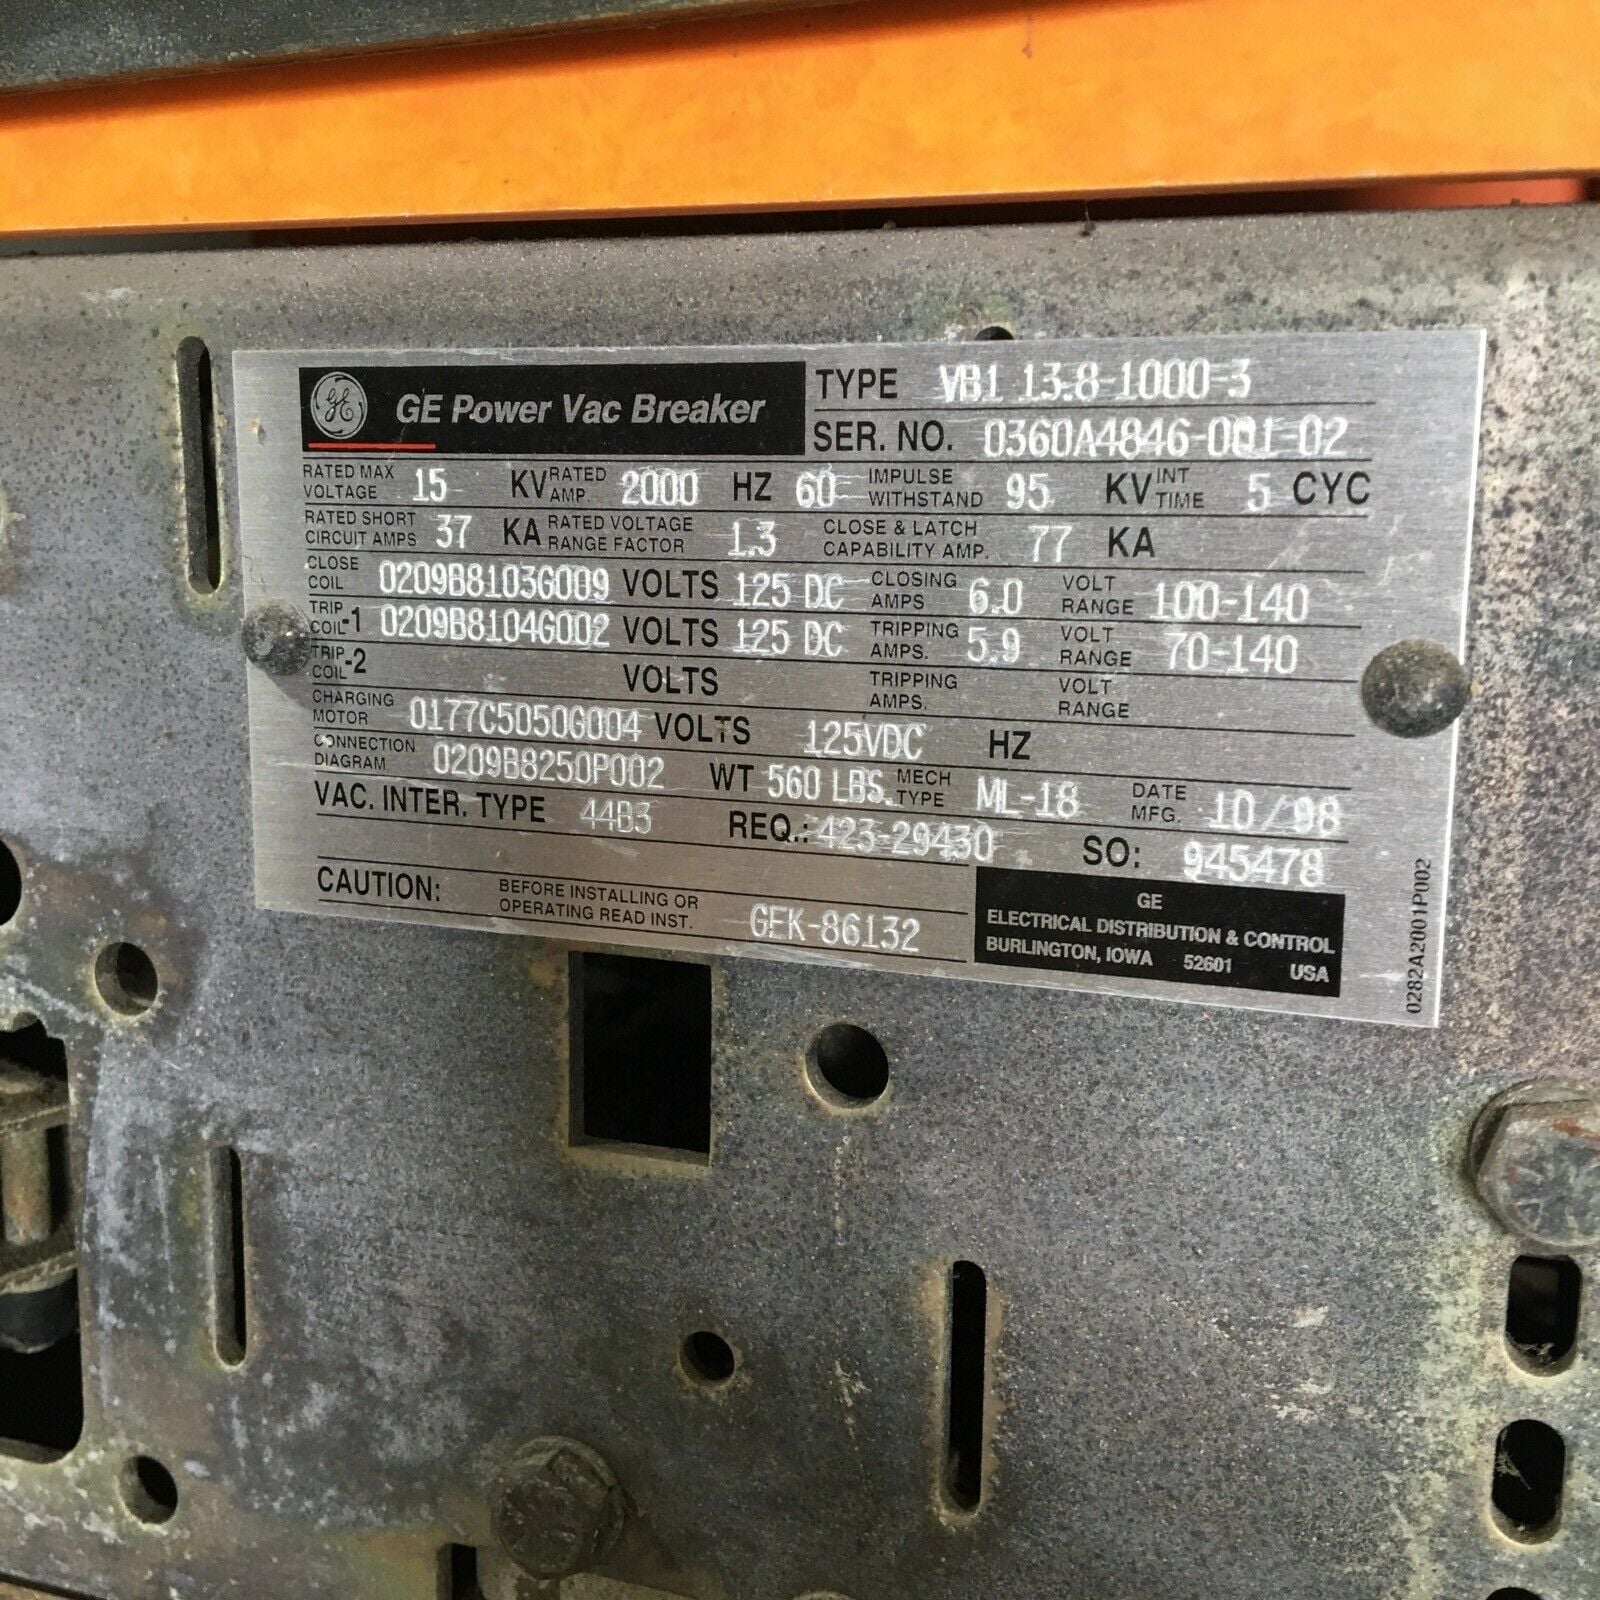 GE Power Vac Breaker
TYPE VB1 13.8-1000-3
SER. NO. 0360A4846-001-02
RATED MAX VOLTAGE 15 KV RATED AMP. 2000 HZ 60 IMPULSE WITHSTAND 95 KV INT TIME 5 CYC
RATED SHORT CIRCUIT AMPS 37 KA RATED VOLTAGE RANGE FACTOR 1.3 CLOSE & LATCH CAPABILITY AMP. 77 KA
CLOSE COIL 0209B8103G009 VOLTS 125 DC CLOSING AMPS 6.0 VOLT RANGE 100-140
TRIP COIL-1 0209B8104G002 VOLTS 125 DC TRIPPING AMPS. 5.9 VOLT RANGE 70-140
TRIP COIL-2 VOLTS TRIPPING AMPS. VOLT RANGE
CHARGING MOTOR 0177C5050G004 VOLTS 125VDC HZ
CONNECTION DIAGRAM 0209B8250P002 WT 560 LBS. MECH TYPE ML-18 DATE MFG. 10/98
VAC. INTER. TYPE 44B3 REQ.: 423-29430 SO: 945478
CAUTION: BEFORE INSTALLING OR OPERATING READ INST. GEK-86132
GE
ELECTRICAL DISTRIBUTION & CONTROL
BURLINGTON, IOWA 52601 USA
0282A2001P002